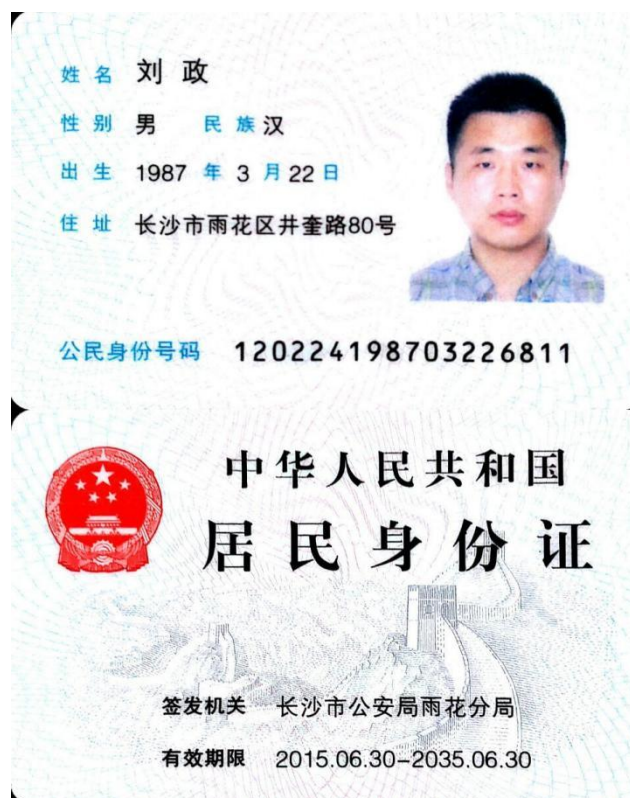 姓名 刘政
性别 男 民族 汉
出生 1987 年 3 月 22 日
住址 长沙市雨花区井奎路80号
公民身份号码 120224198703226811
中华人民共和国
居民身份证
签发机关 长沙市公安局雨花分局
有效期限 2015.06.30-2035.06.30